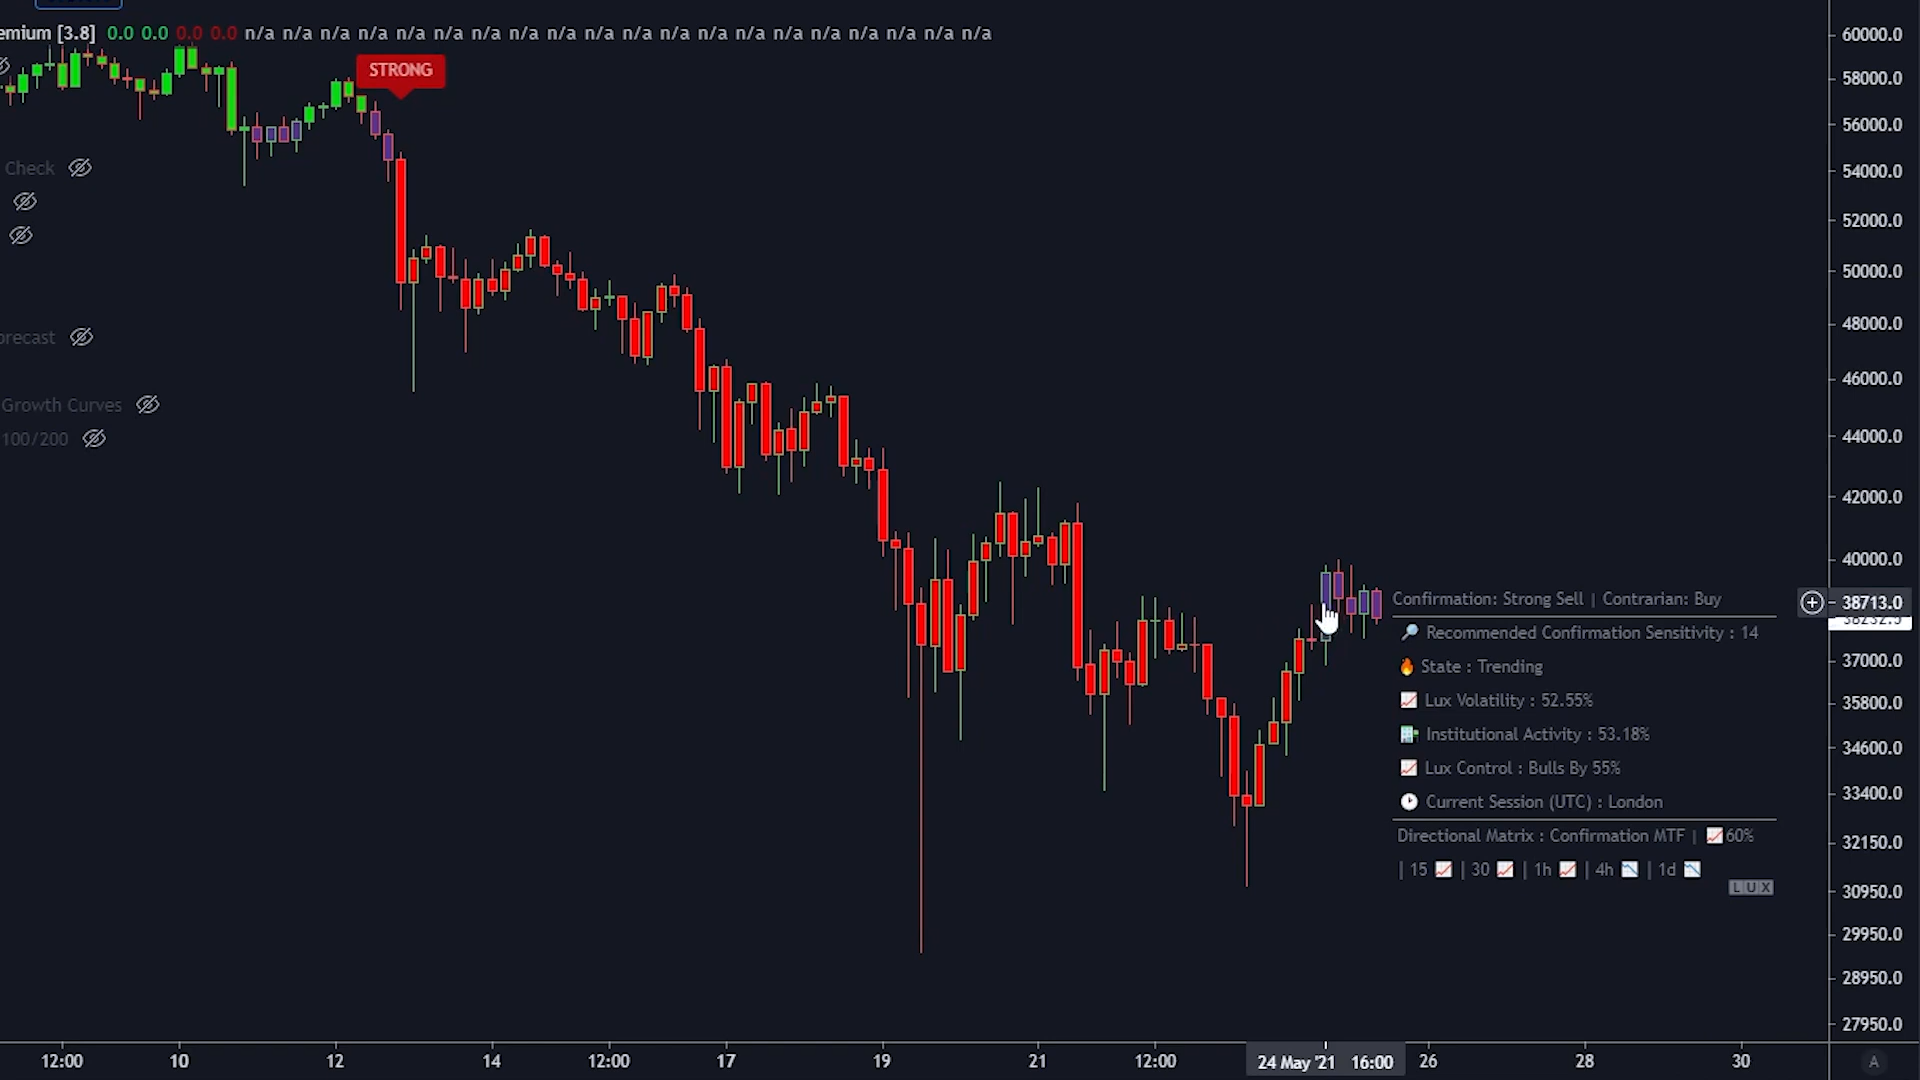 emium [3.8] 0.0 0.0 0.0 0.0 n/a n/a n/a n/a n/a n/a n/a n/a n/a n/a n/a n/a n/a n/a n/a n/a n/a n/a n/a n/a
STRONG
Check
orecast
Growth Curves
100/200
Confirmation: Strong Sell | Contrarian: Buy
Recommended Confirmation Sensitivity : 14
State : Trending
Lux Volatility : 52.55%
Institutional Activity : 53.18%
Lux Control : Bulls By 55%
Current Session (UTC) : London
Directional Matrix : Confirmation MTF | 60%
| 15 | 30 | 1h | 4h | 1d
LUX
60000.0
58000.0
56000.0
54000.0
52000.0
50000.0
48000.0
46000.0
44000.0
42000.0
40000.0
38713.0
38232.5
37000.0
35800.0
34600.0
33400.0
32150.0
30950.0
29950.0
28950.0
27950.0
12:00 10 12 14 12:00 17 19 21 12:00 24 May '21 16:00 26 28 30 A